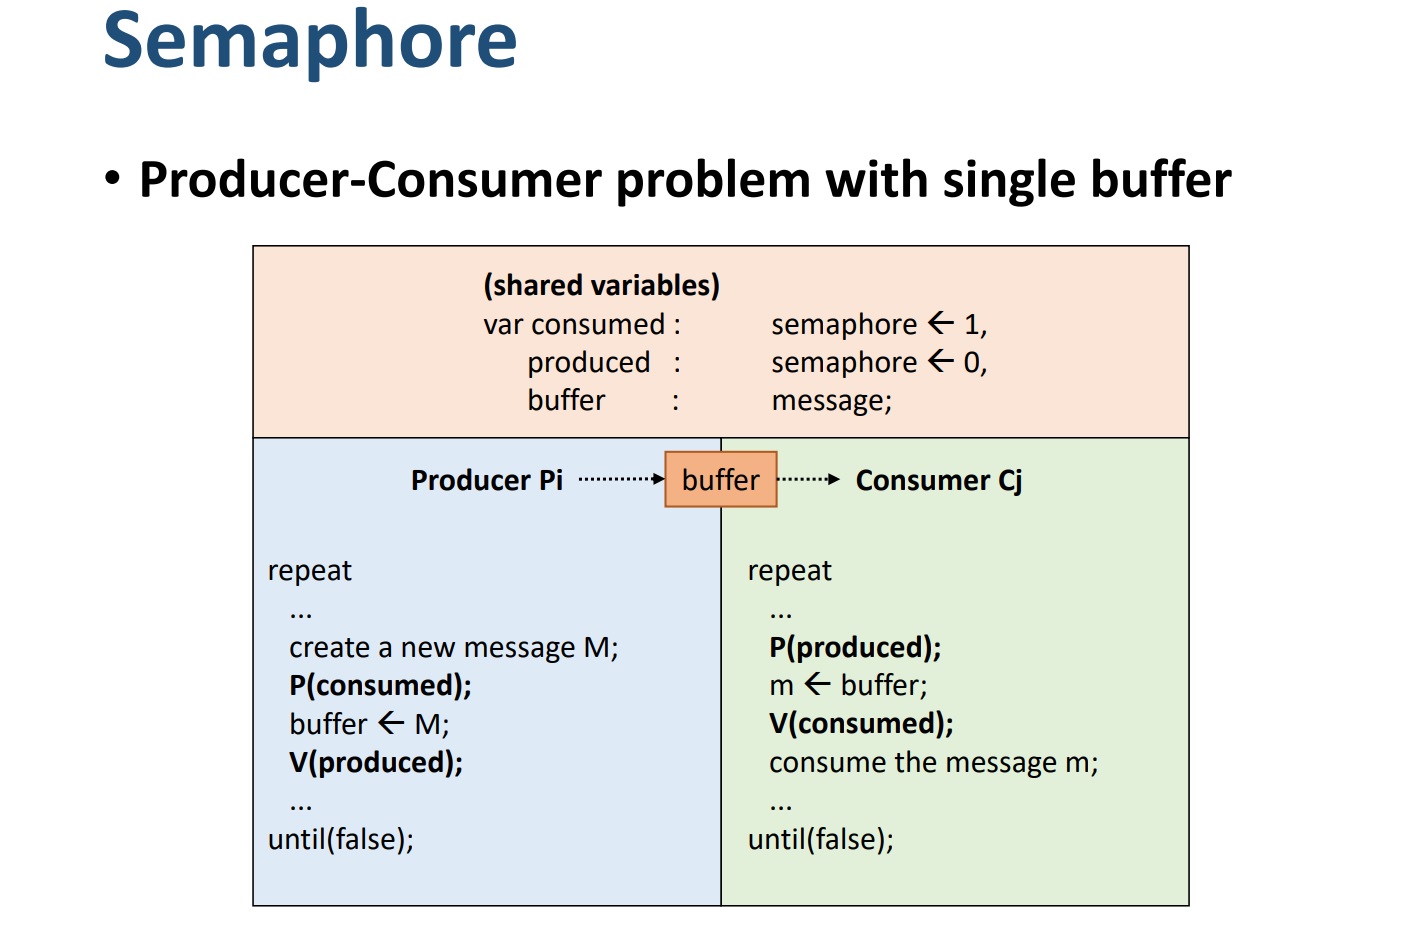 Semaphore
• Producer-Consumer problem with single buffer
(shared variables)
var consumed : semaphore ← 1,
produced : semaphore ← 0,
buffer : message;
Producer Pi buffer Consumer Cj
repeat
...
create a new message M;
P(consumed);
buffer ← M;
V(produced);
...
until(false);
repeat
...
P(produced);
m ← buffer;
V(consumed);
consume the message m;
...
until(false);